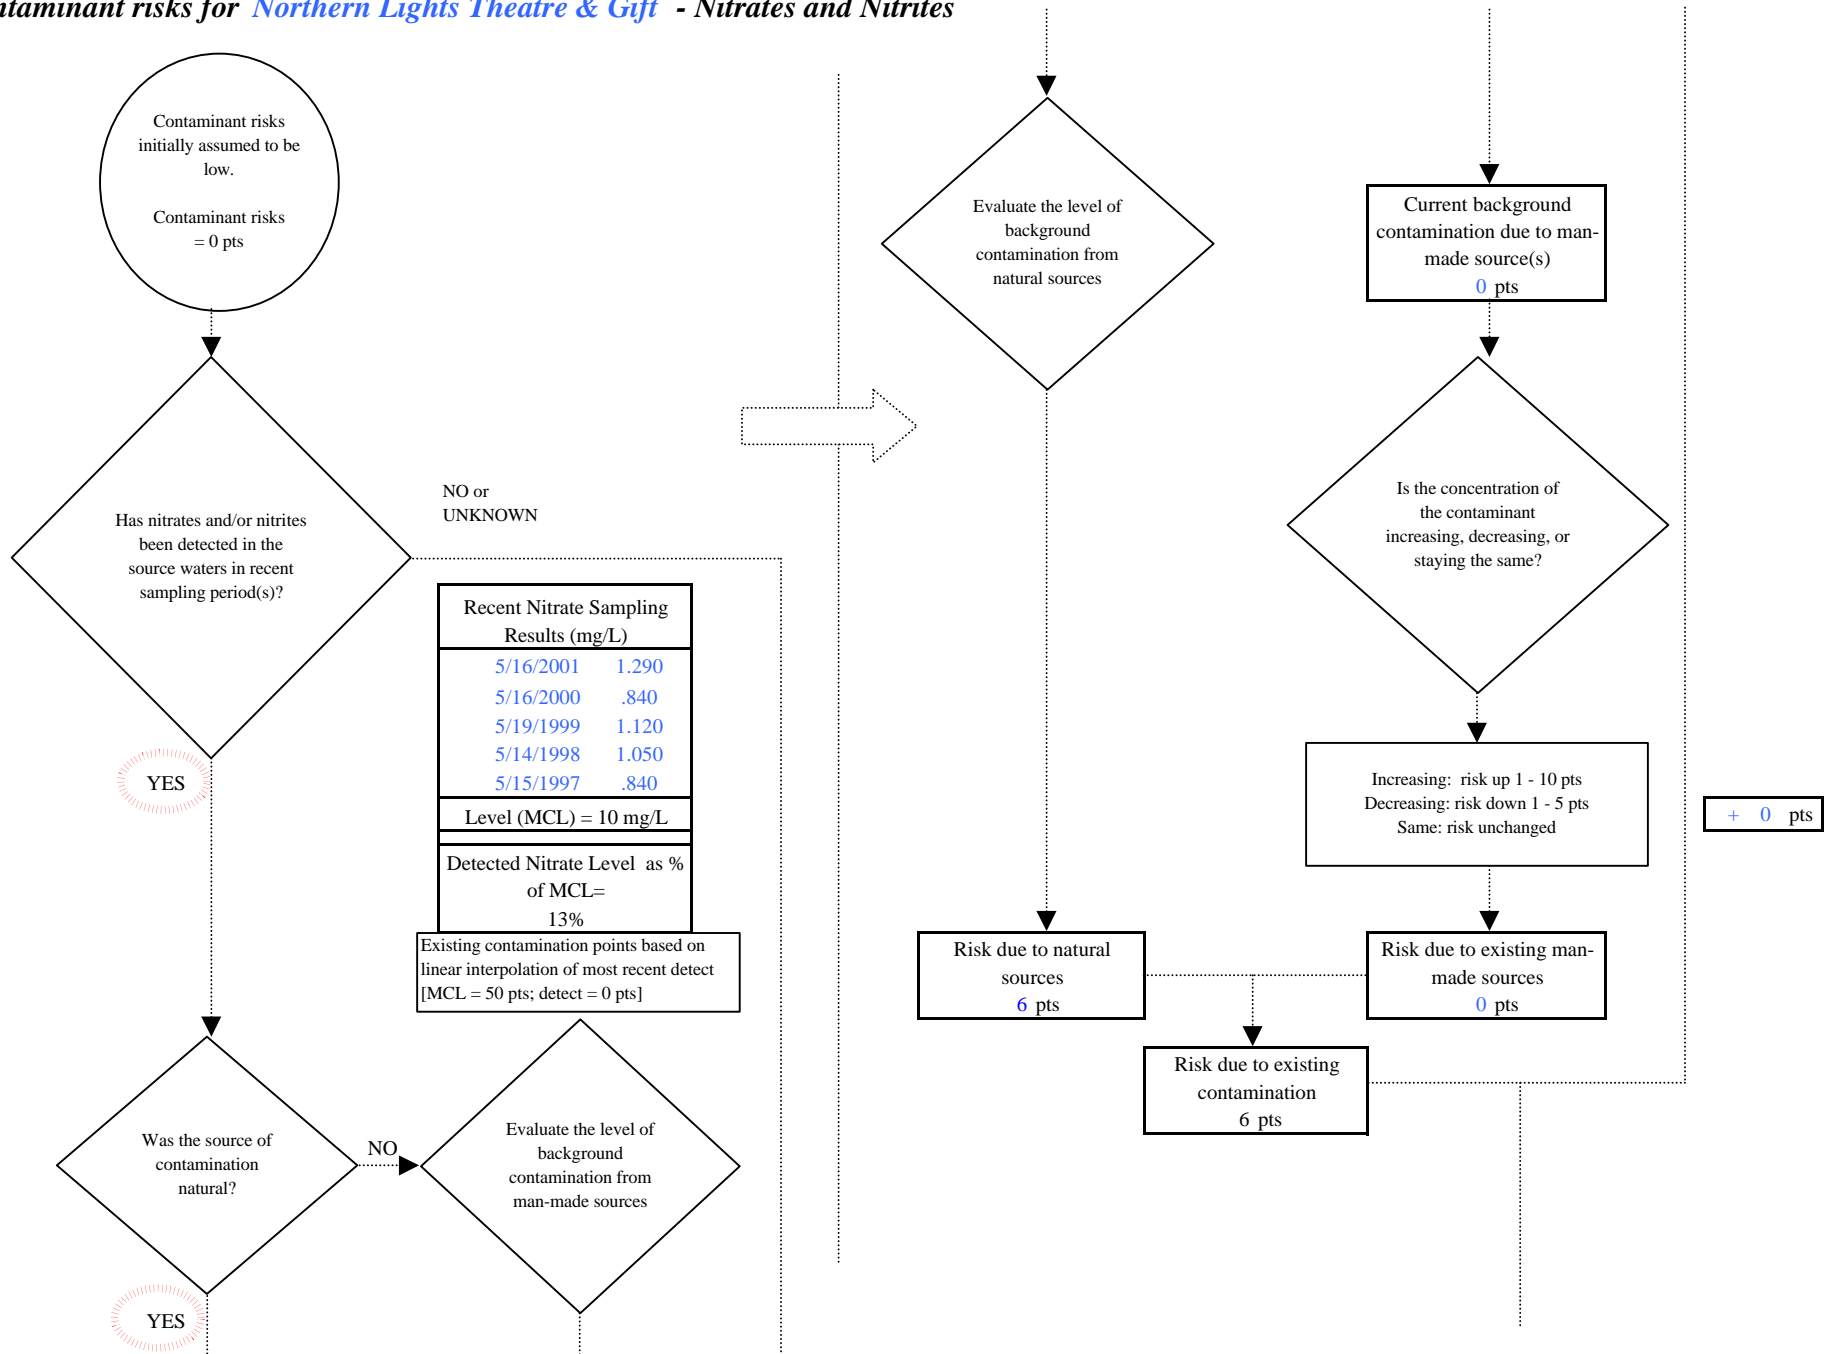 ntaminant risks for Northern Lights Theatre & Gift - Nitrates and Nitrites
Contaminant risks
initially assumed to be
low.
Contaminant risks
= 0 pts
Has nitrates and/or nitrites
been detected in the
source waters in recent
sampling period(s)?
NO or
UNKNOWN
YES
Recent Nitrate Sampling
Results (mg/L)
5/16/2001 1.290
5/16/2000 .840
5/19/1999 1.120
5/14/1998 1.050
5/15/1997 .840
Level (MCL) = 10 mg/L
Detected Nitrate Level as %
of MCL=
13%
Existing contamination points based on
linear interpolation of most recent detect
[MCL = 50 pts; detect = 0 pts]
Was the source of
contamination
natural?
NO
YES
Evaluate the level of
background
contamination from
man-made sources
Evaluate the level of
background
contamination from
natural sources
Current background
contamination due to man-
made source(s)
0 pts
Is the concentration of
the contaminant
increasing, decreasing, or
staying the same?
Increasing: risk up 1 - 10 pts
Decreasing: risk down 1 - 5 pts
Same: risk unchanged
+ 0 pts
Risk due to natural
sources
6 pts
Risk due to existing man-
made sources
0 pts
Risk due to existing
contamination
6 pts